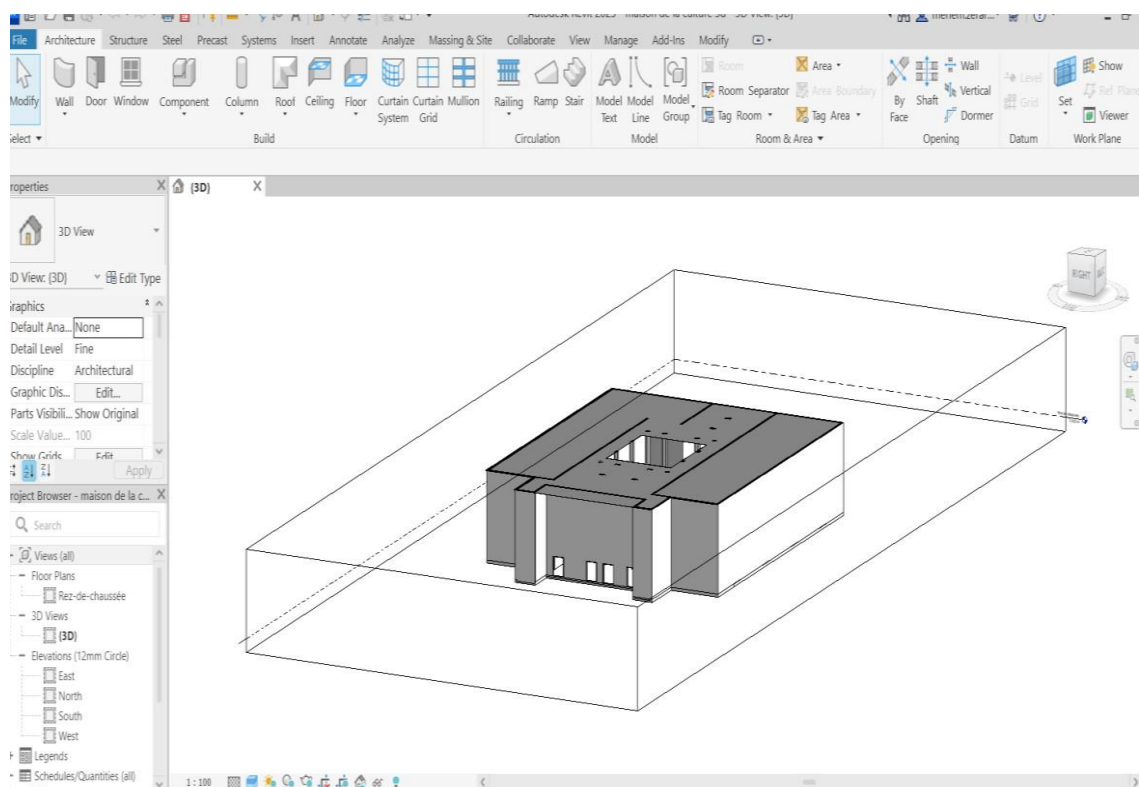 File Architecture Structure Steel Precast Systems Insert Annotate Analyze Massing & Site Collaborate View Manage Add-Ins Modify
Modify Wall Door Window Component Column Roof Ceiling Floor Curtain System Curtain Grid Mullion Railing Ramp Stair Model Text Model Line Model Group
Room
Room Separator
Tag Room
Area
Area Boundary
Tag Area
By Face Shaft
Wall
Vertical
Dormer
Level
Grid
Set
Show
Ref Plane
Viewer
Build Circulation Model Room & Area Opening Datum Work Plane
{3D}
3D View
{3D} Edit Type
Default Ana... None
Detail Level Fine
Discipline Architectural
Graphic Dis... Edit...
Parts Visibili... Show Original
Scale Value... 100
Show Grids Edit...
Apply
RIGHT
Search
Views (all)
Floor Plans
Rez-de-chaussée
3D Views
{3D}
Elevations (12mm Circle)
East
North
South
West
Legends
Schedules/Quantities (all)
1 : 100